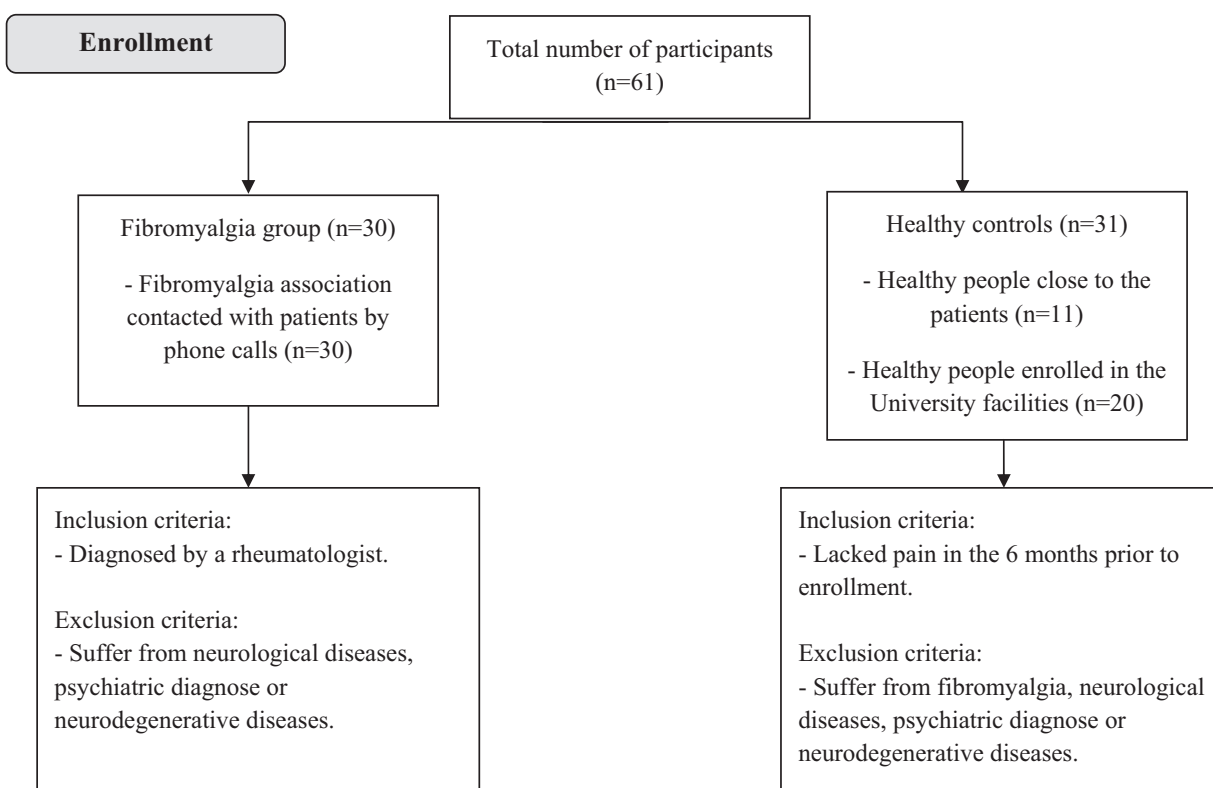 Enrollment
Total number of participants
(n=61)
Fibromyalgia group (n=30)
- Fibromyalgia association
contacted with patients by
phone calls (n=30)
Healthy controls (n=31)
- Healthy people close to the
patients (n=11)
- Healthy people enrolled in the
University facilities (n=20)
Inclusion criteria:
- Diagnosed by a rheumatologist.
Exclusion criteria:
- Suffer from neurological diseases,
psychiatric diagnose or
neurodegenerative diseases.
Inclusion criteria:
- Lacked pain in the 6 months prior to
enrollment.
Exclusion criteria:
- Suffer from fibromyalgia, neurological
diseases, psychiatric diagnose or
neurodegenerative diseases.